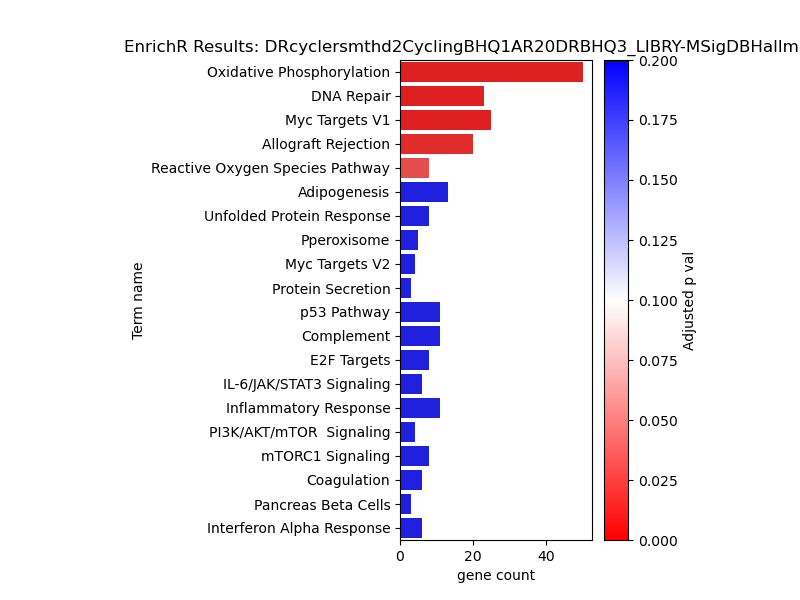 EnrichR Results: DRcyclersmthd2CyclingBHQ1AR20DRBHQ3_LIBRY-MSigDBHallm
Oxidative Phosphorylation
DNA Repair
Myc Targets V1
Allograft Rejection
Reactive Oxygen Species Pathway
Adipogenesis
Unfolded Protein Response
Pperoxisome
Myc Targets V2
Protein Secretion
p53 Pathway
Complement
E2F Targets
IL-6/JAK/STAT3 Signaling
Inflammatory Response
PI3K/AKT/mTOR  Signaling
mTORC1 Signaling
Coagulation
Pancreas Beta Cells
Interferon Alpha Response
Term name
0 20 40
gene count
0.200
0.175
0.150
0.125
0.100
0.075
0.050
0.025
0.000
Adjusted p val